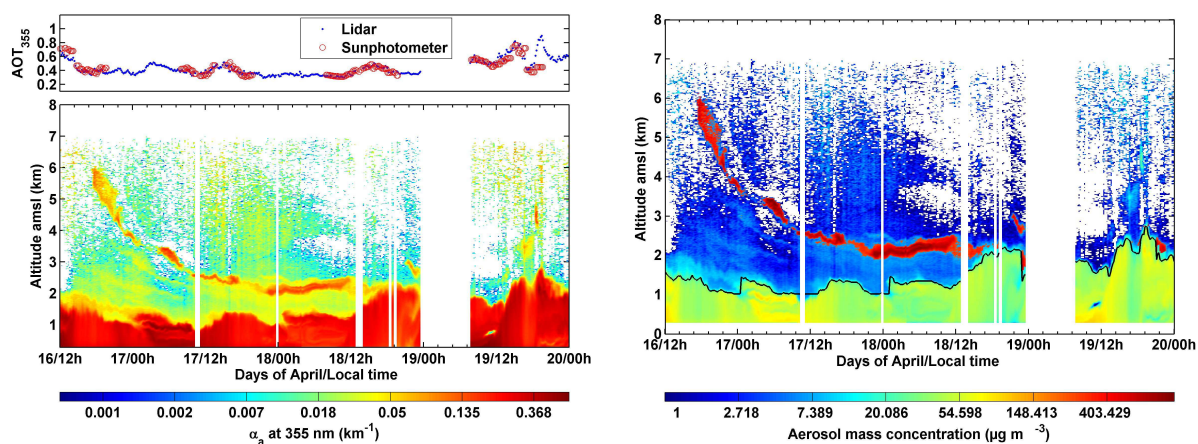 AOT355
1
0.8
0.6
0.4
0.2
Lidar
Sunphotometer
Altitude amsl (km)
8
7
6
5
4
3
2
1
16/12h 17/00h 17/12h 18/00h 18/12h 19/00h 19/12h 20/00h
Days of April/Local time
0.001 0.002 0.007 0.018 0.05 0.135 0.368
αa at 355 nm (km⁻¹)
Altitude amsl (km)
8
7
6
5
4
3
2
1
0
16/12h 17/00h 17/12h 18/00h 18/12h 19/00h 19/12h 20/00h
Days of April/Local time
1 2.718 7.389 20.086 54.598 148.413 403.429
Aerosol mass concentration (μg m⁻³)